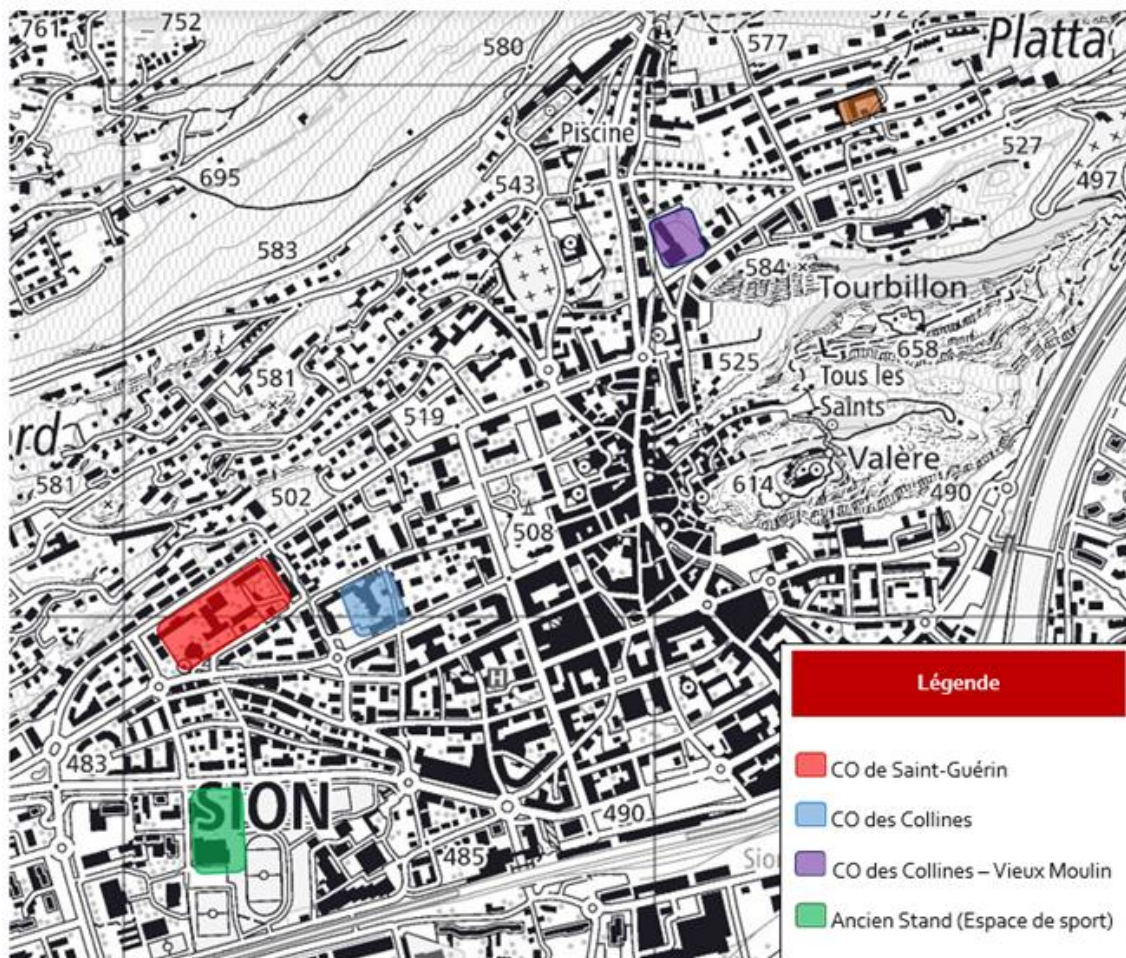 761
752
580
577
572
Platta
Piscine
527
695
543
497
583
584
Tourbillon
658
525
581
Tous les
Saints
519
rd
Valère
581
502
614
490
508
H
Légende
483
CO de Saint-Guérin
SION
490
CO des Collines
485
Sion
CO des Collines – Vieux Moulin
Ancien Stand (Espace de sport)